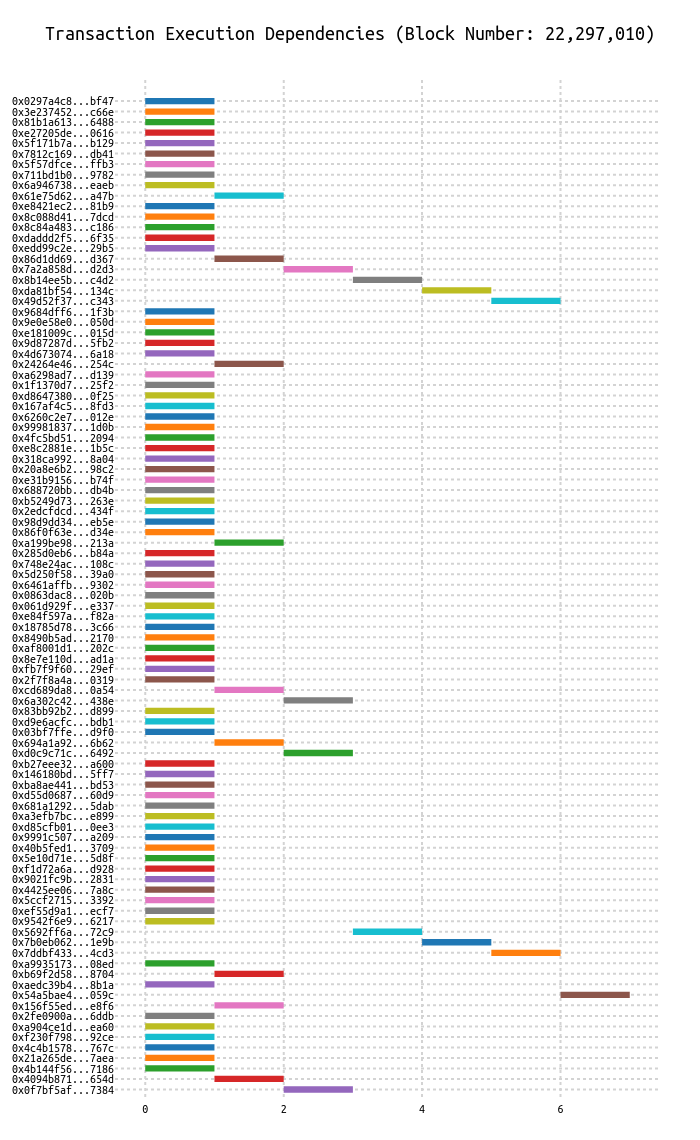 Transaction Execution Dependencies (Block Number: 22,297,010)
0x0297a4c8...bf47
0x3e237452...c66e
0x81b1a613...6488
0xe27205de...0616
0x5f171b7a...b129
0x7812c169...db41
0x5f57dfce...ffb3
0x711bd1b0...9782
0x6a946738...eaeb
0x61e75d62...a47b
0xe8421ec2...81b9
0x8c088d41...7dcd
0x8c84a483...c186
0xdaddd2f5...6f35
0xedd99c2e...29b5
0x86d1dd69...d367
0x7a2a858d...d2d3
0x8b14ee5b...c4d2
0xda81bf54...134c
0x49d52f37...c343
0x9684dff6...1f3b
0x9e0e58e0...050d
0xe181009c...015d
0x9d87287d...5fb2
0x4d673074...6a18
0x24264e46...254c
0xa6298ad7...d139
0x1f1370d7...25f2
0xd8647380...0f25
0x167af4c5...8fd3
0x6260c2e7...012e
0x99981837...1d0b
0x4fc5bd51...2094
0xe8c2881e...1b5c
0x318ca992...8a04
0x20a8e6b2...98c2
0xe31b9156...b74f
0x688720bb...db4b
0xb5249d73...263e
0x2edcfdcd...434f
0x98d9dd34...eb5e
0x86f0f63e...d34e
0xa199be98...213a
0x285d0eb6...b84a
0x748e24ac...108c
0x5d250f58...39a0
0x6461affb...9302
0x0863dac8...020b
0x061d929f...e337
0xe84f597a...f82a
0x18785d78...3c66
0x8490b5ad...2170
0xaf8001d1...202c
0x8e7e110d...ad1a
0xfb7f9f60...29ef
0x2f7f8a4a...0319
0xcd689da8...0a54
0x6a302c42...438e
0x83bb92b2...d899
0xd9e6acfc...bdb1
0x03bf7ffe...d9f0
0x694a1a92...6b62
0xd0c9c71c...6492
0xb27eee32...a600
0x146180bd...5ff7
0xba8ae441...bd53
0xd55d0687...60d9
0x681a1292...5dab
0xa3efb7bc...e899
0xd85cfb01...0ee3
0x9991c507...a209
0x40b5fed1...3709
0x5e10d71e...5d8f
0xf1d72a6a...d928
0x9021fc9b...2831
0x4425ee06...7a8c
0x5ccf2715...3392
0xef55d9a1...ecf7
0x9542f6e9...6217
0x5692ff6a...72c9
0x7b0eb062...1e9b
0x7ddbf433...4cd3
0xa9935173...08ed
0xb69f2d58...8704
0xaedc39b4...8b1a
0x54a5bae4...059c
0x156f55ed...e8f6
0x2fe0900a...6ddb
0xa904ce1d...ea60
0xf230f798...92ce
0x4c4b1578...767c
0x21a265de...7aea
0x4b144f56...7186
0x4094b871...654d
0x0f7bf5af...7384
0 2 4 6